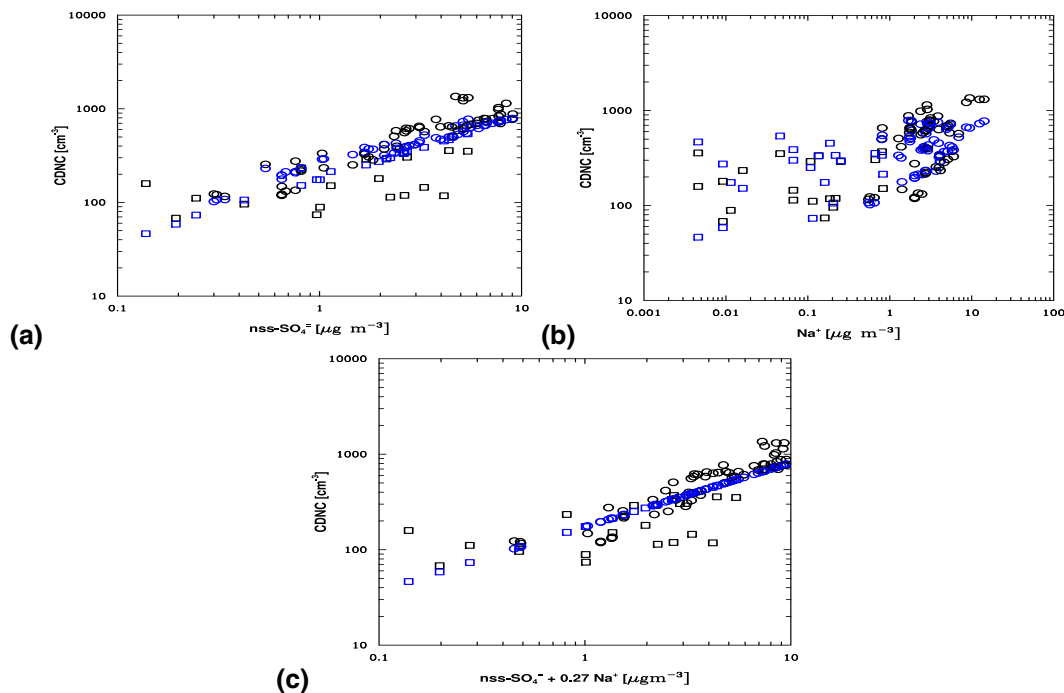 10000
1000
100
10
CDNC [cm⁻³]
0.1 1 10
nss-SO₄⁼ [μg m⁻³]
(a)
10000
1000
100
10
CDNC [cm⁻³]
0.001 0.01 0.1 1 10 100
Na⁺ [μg m⁻³]
(b)
10000
1000
100
10
CDNC [cm⁻³]
0.1 1 10
nss-SO₄⁼ + 0.27 Na⁺ [μgm⁻³]
(c)